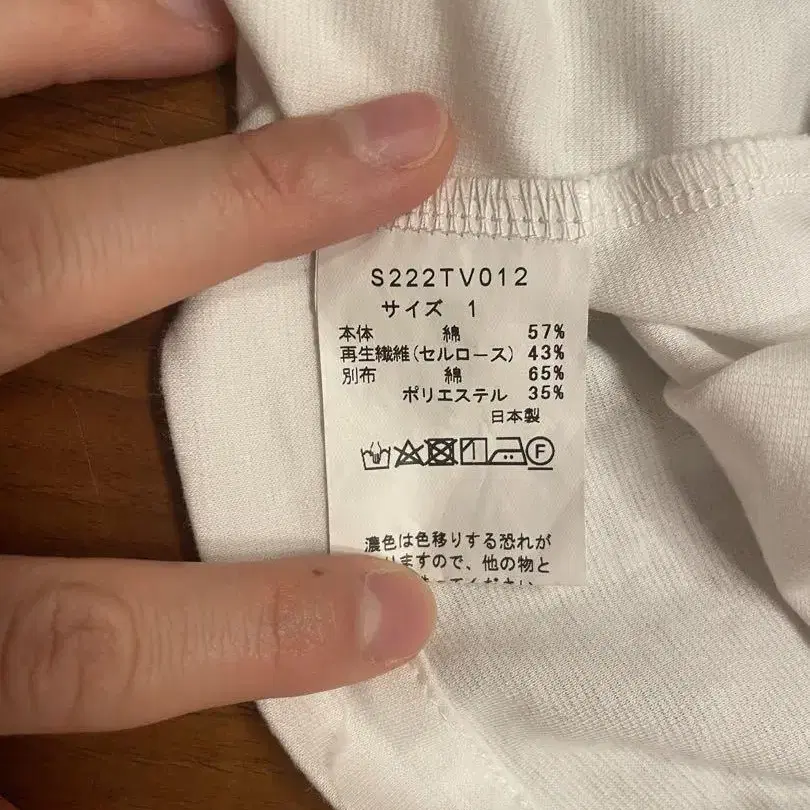 S222TV012
サイズ 1
本体 綿 57%
再生繊維(セルロース) 43%
別布 綿 65%
ポリエステル 35%
日本製
F
濃色は色移りする恐れが
りますので、他の物と